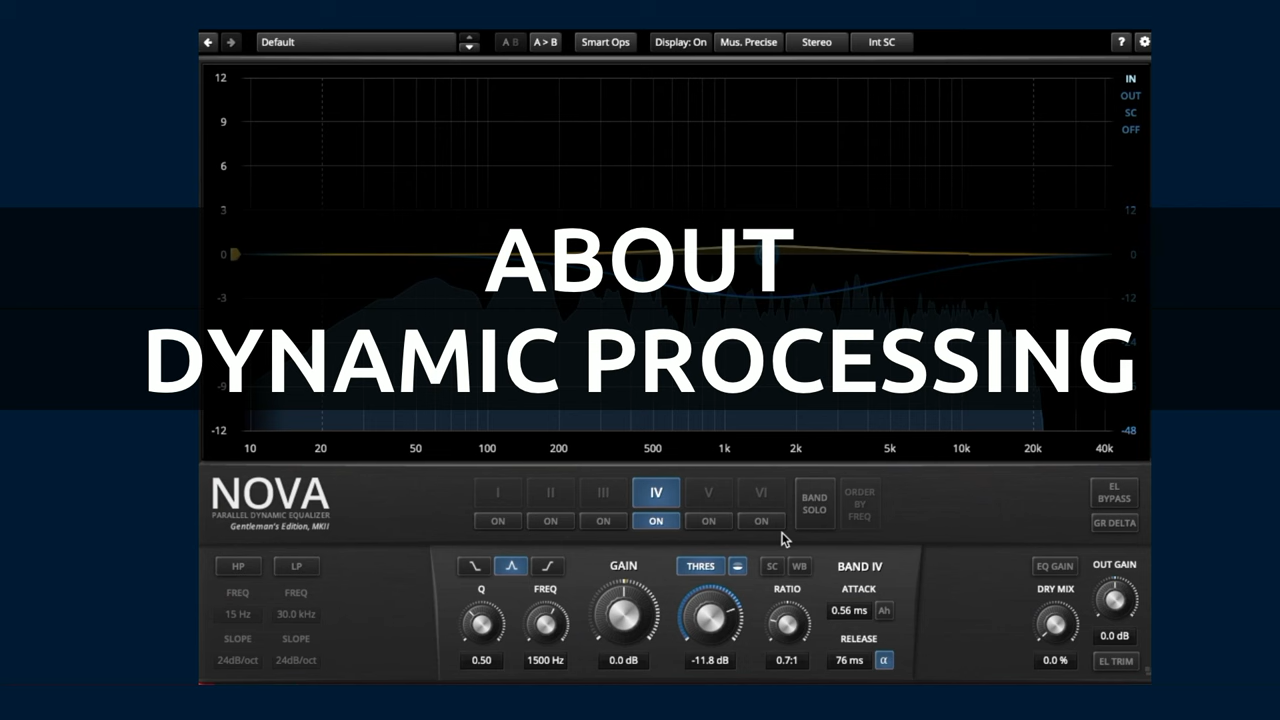 Default
A B
A > B
Smart Ops
Display: On
Mus. Precise
Stereo
Int SC
?
12
9
6
3
0
-3
-9
-12
IN
OUT
SC
OFF
12
0
-12
-48
ABOUT
DYNAMIC PROCESSING
10 20 50 100 200 500 1k 2k 5k 10k 20k 40k
NOVA
PARALLEL DYNAMIC EQUALIZER
Gentleman's Edition, MKII
I II III IV V VI
ON ON ON ON ON ON
BAND
SOLO
ORDER
BY
FREQ
EL
BYPASS
GR DELTA
HP LP
FREQ FREQ
15 Hz 30.0 kHz
SLOPE SLOPE
24dB/oct 24dB/oct
Q
0.50
FREQ
1500 Hz
GAIN
0.0 dB
THRES
-11.8 dB
SC WB
RATIO
0.7:1
BAND IV
ATTACK
0.56 ms Ah
RELEASE
76 ms α
EQ GAIN
DRY MIX
0.0 %
OUT GAIN
0.0 dB
EL TRIM